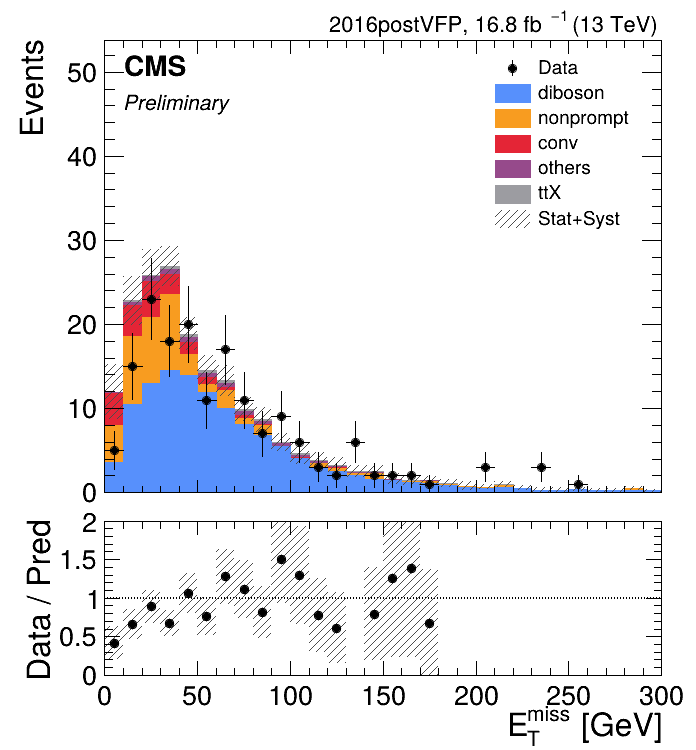 2016postVFP, 16.8 fb⁻¹ (13 TeV)
CMS
Preliminary
Events
50
40
30
20
10
0
Data
diboson
nonprompt
conv
others
ttX
Stat+Syst
Data / Pred
2
1.5
1
0.5
0
0 50 100 150 200 250 300
E_T^miss [GeV]